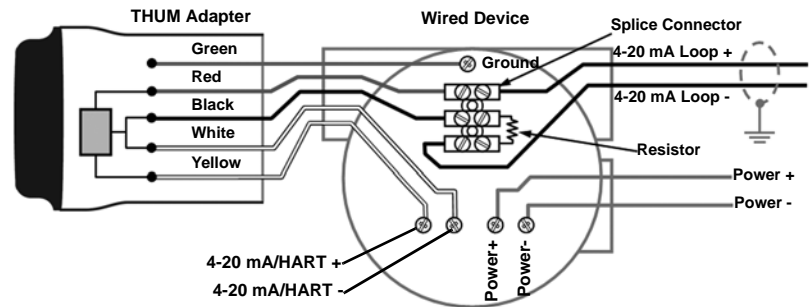 THUM Adapter
Wired Device
Splice Connector
Green
Ground
4-20 mA Loop +
Red
Black
4-20 mA Loop -
White
Resistor
Yellow
Power +
Power -
4-20 mA/HART +
4-20 mA/HART -
Power+
Power-